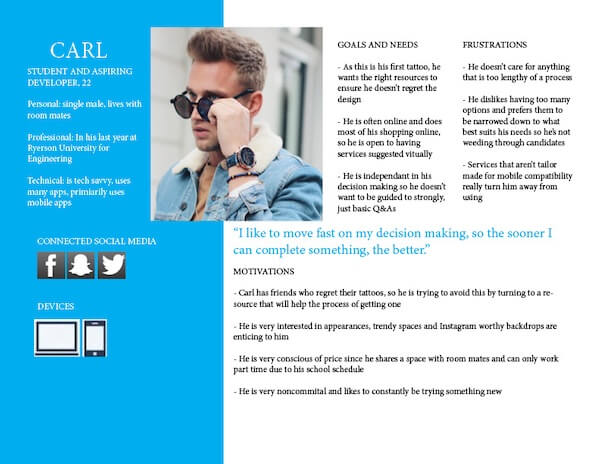 CARL
STUDENT AND ASPIRING
DEVELOPER, 22
Personal: single male, lives with
room mates
Professional: In his last year at
Ryerson University for
Engineering
Technical: is tech savvy, uses
many apps, primiarily uses
mobile apps
CONNECTED SOCIAL MEDIA
DEVICES
GOALS AND NEEDS
- As this is his first tattoo, he
wants the right resources to
ensure he doesn't regret the
design
- He is often online and does
most of his shopping online,
so he is open to having
services suggested vitually
- He is independant in his
decision making so he doesn't
want to be guided to strongly,
just basic Q&As
FRUSTRATIONS
- He doesn't care for anything
that is too lengthy of a process
- He dislikes having too many
options and prefers them to
be narrowed down to what
best suits his needs so he's not
weeding through candidates
- Services that aren't tailor
made for mobile compatibility
really turn him away from
using
“I like to move fast on my decision making, so the sooner I
can complete something, the better.”
MOTIVATIONS
- Carl has friends who regret their tattoos, so he is trying to avoid this by turning to a re-
source that will help the process of getting one
- He is very interested in appearances, trendy spaces and Instagram worthy backdrops are
enticing to him
- He is very conscious of price since he shares a space with room mates and can only work
part time due to his school schedule
- He is very noncommital and likes to constantly be trying something new